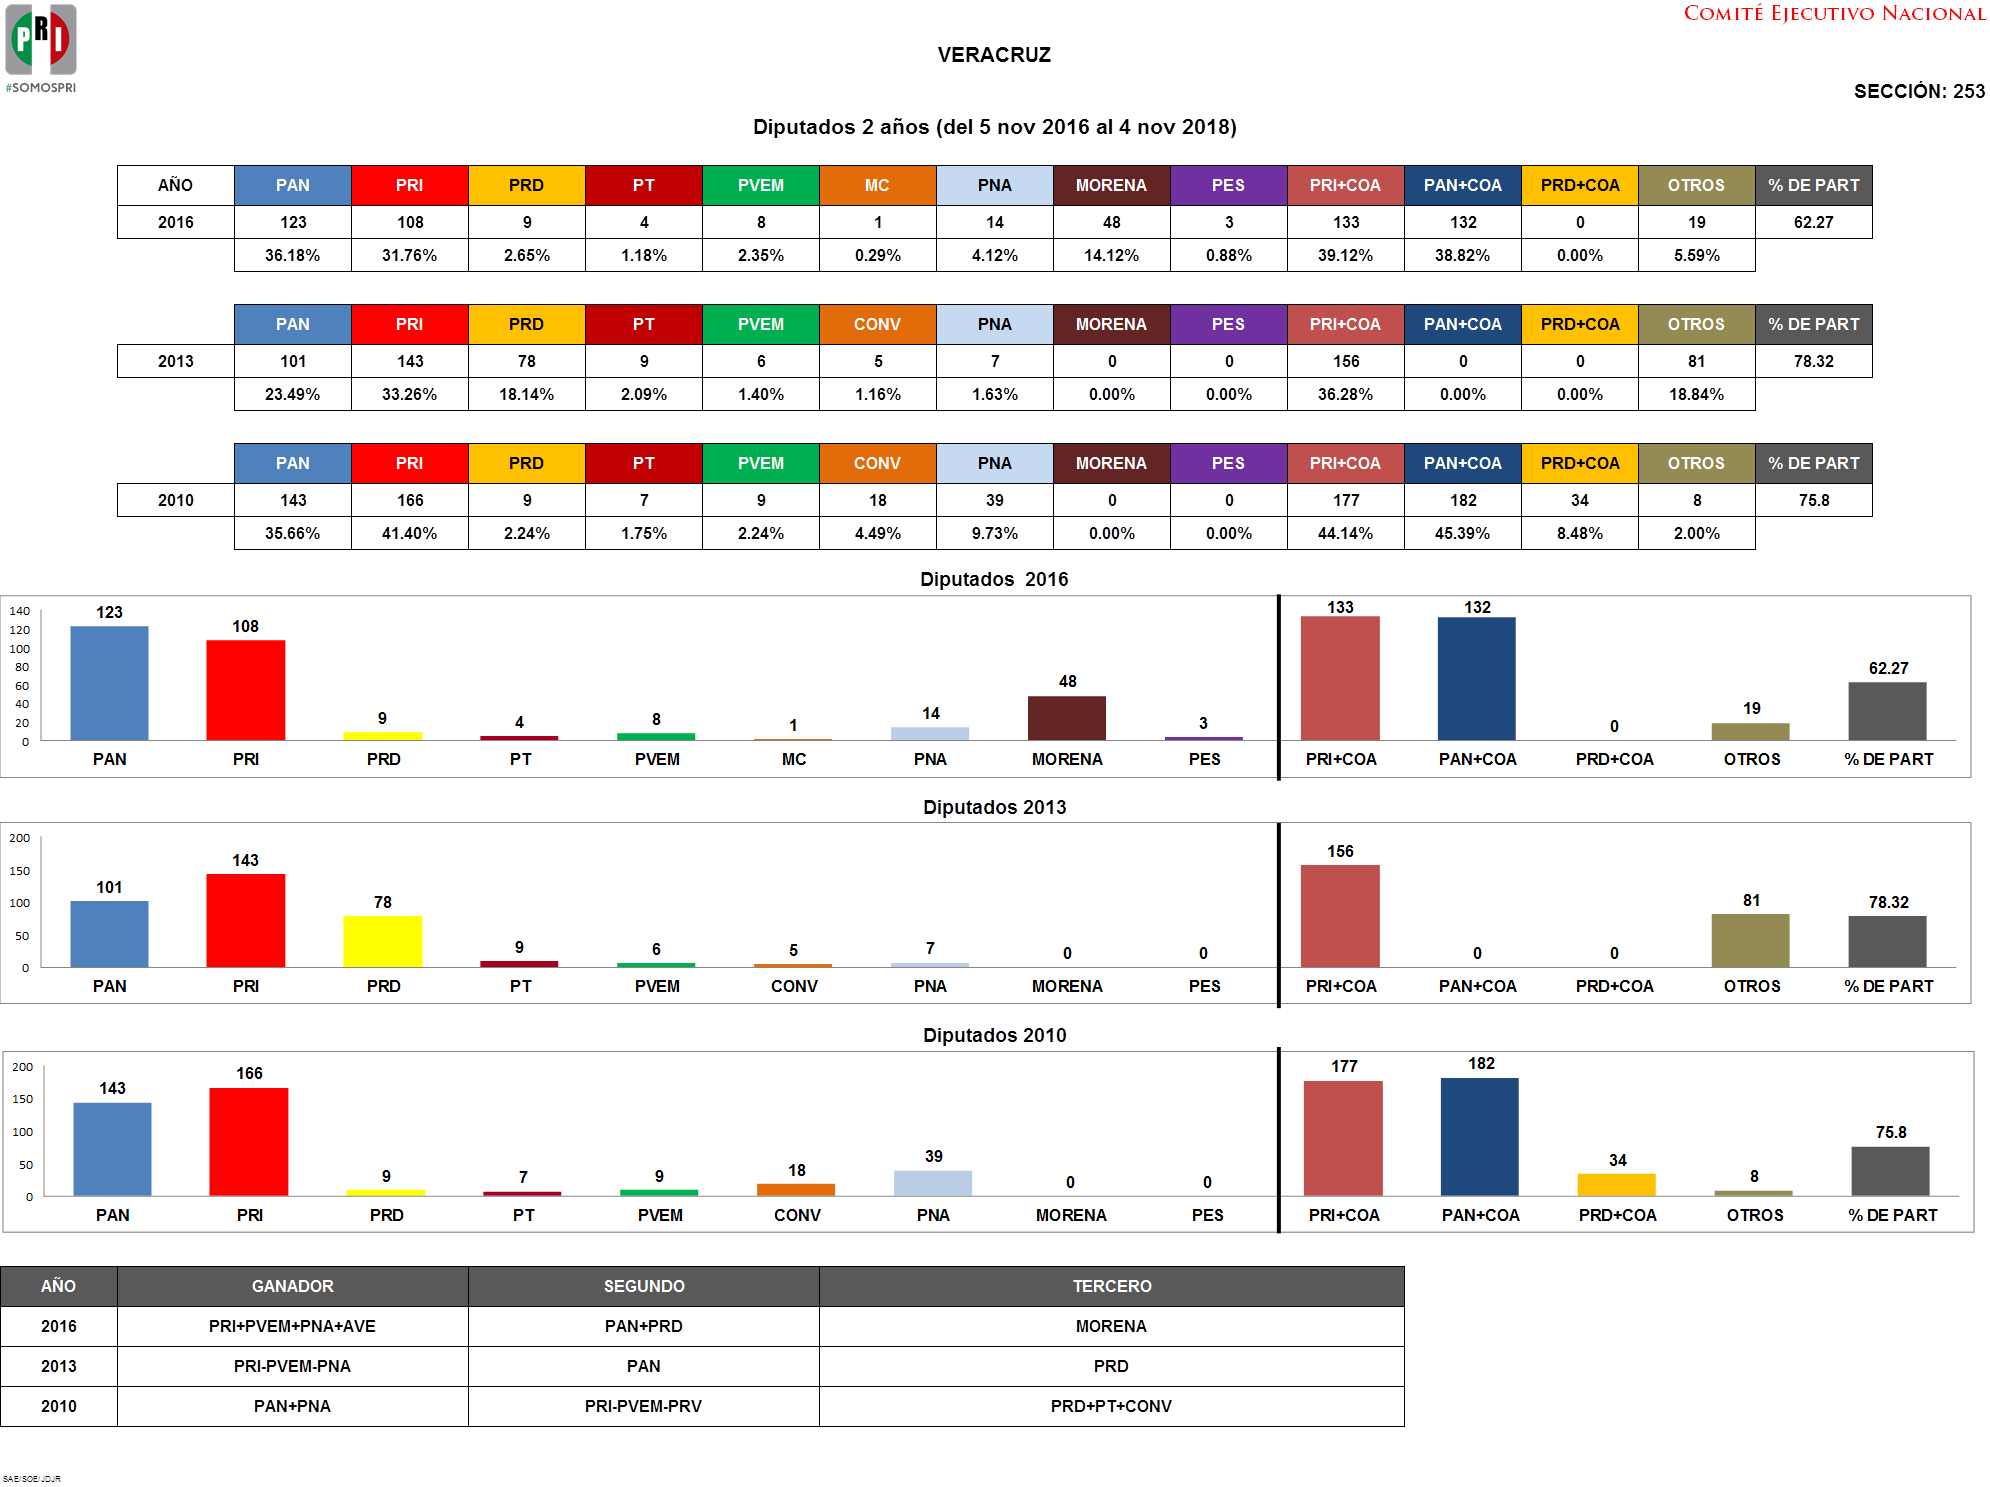 PRI
#SOMOSPRI
COMITÉ EJECUTIVO NACIONAL
VERACRUZ
SECCIÓN: 253
Diputados 2 años (del 5 nov 2016 al 4 nov 2018)
AÑO PAN PRI PRD PT PVEM MC PNA MORENA PES PRI+COA PAN+COA PRD+COA OTROS % DE PART
2016 123 108 9 4 8 1 14 48 3 133 132 0 19 62.27
36.18% 31.76% 2.65% 1.18% 2.35% 0.29% 4.12% 14.12% 0.88% 39.12% 38.82% 0.00% 5.59%
PAN PRI PRD PT PVEM CONV PNA MORENA PES PRI+COA PAN+COA PRD+COA OTROS % DE PART
2013 101 143 78 9 6 5 7 0 0 156 0 0 81 78.32
23.49% 33.26% 18.14% 2.09% 1.40% 1.16% 1.63% 0.00% 0.00% 36.28% 0.00% 0.00% 18.84%
PAN PRI PRD PT PVEM CONV PNA MORENA PES PRI+COA PAN+COA PRD+COA OTROS % DE PART
2010 143 166 9 7 9 18 39 0 0 177 182 34 8 75.8
35.66% 41.40% 2.24% 1.75% 2.24% 4.49% 9.73% 0.00% 0.00% 44.14% 45.39% 8.48% 2.00%
Diputados 2016
140
120
100
80
60
40
20
0
123 108 9 4 8 1 14 48 3 133 132 0 19 62.27
PAN PRI PRD PT PVEM MC PNA MORENA PES PRI+COA PAN+COA PRD+COA OTROS % DE PART
Diputados 2013
200
150
100
50
0
101 143 78 9 6 5 7 0 0 156 0 0 81 78.32
PAN PRI PRD PT PVEM CONV PNA MORENA PES PRI+COA PAN+COA PRD+COA OTROS % DE PART
Diputados 2010
200
150
100
50
0
143 166 9 7 9 18 39 0 0 177 182 34 8 75.8
PAN PRI PRD PT PVEM CONV PNA MORENA PES PRI+COA PAN+COA PRD+COA OTROS % DE PART
AÑO GANADOR SEGUNDO TERCERO
2016 PRI+PVEM+PNA+AVE PAN+PRD MORENA
2013 PRI-PVEM-PNA PAN PRD
2010 PAN+PNA PRI-PVEM-PRV PRD+PT+CONV
SAE/SOE/JDJR